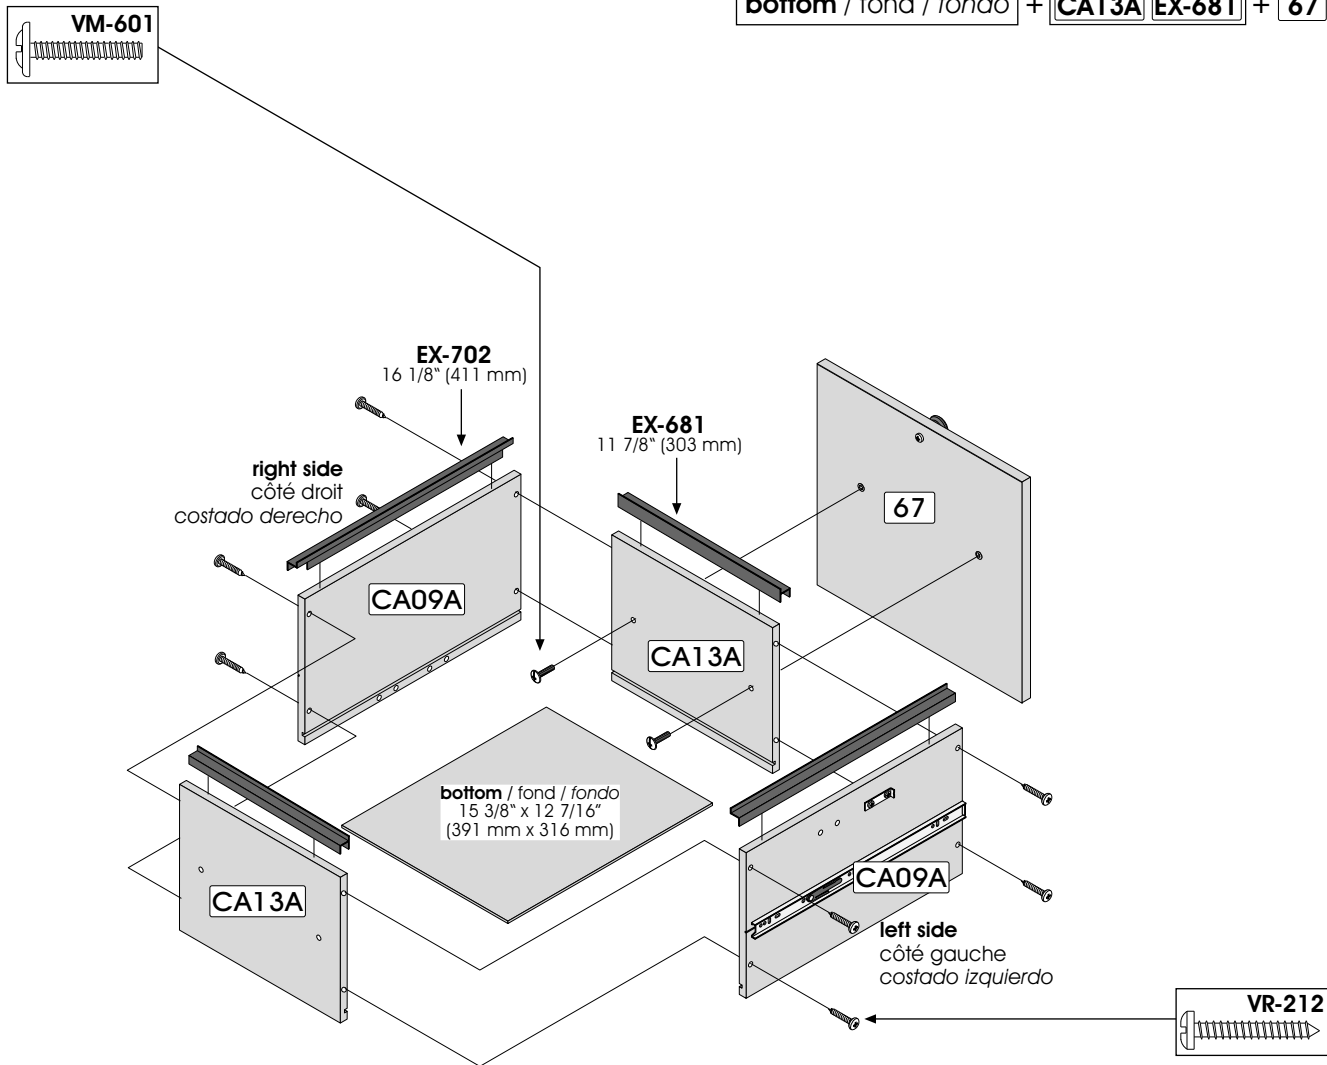 VM-601
bottom / fond / fondo + CA13A EX-681 + 67
EX-702
16 1/8“ (411 mm)
EX-681
11 7/8“ (303 mm)
right side
côté droit
costado derecho
67
CA09A
CA13A
bottom / fond / fondo
15 3/8“ x 12 7/16”
(391 mm x 316 mm)
CA13A
CA09A
left side
côté gauche
costado izquierdo
VR-212